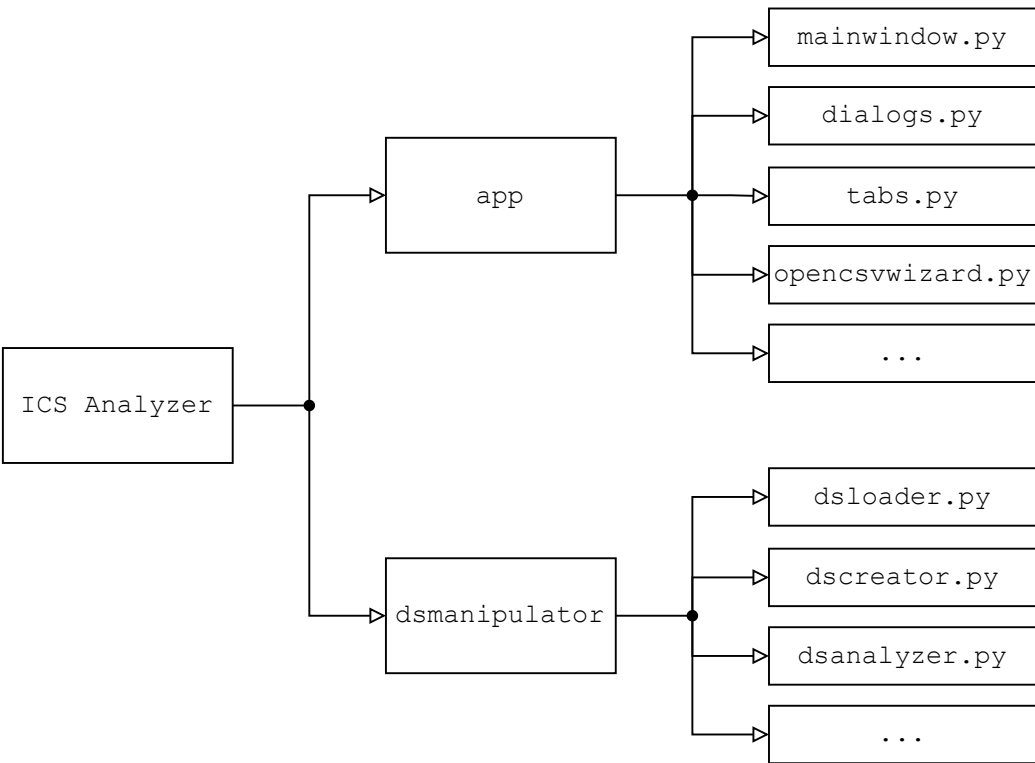 mainwindow.py
dialogs.py
app
tabs.py
opencsvwizard.py
...
ICS Analyzer
dsloader.py
dscreator.py
dsmanipulator
dsanalyzer.py
...